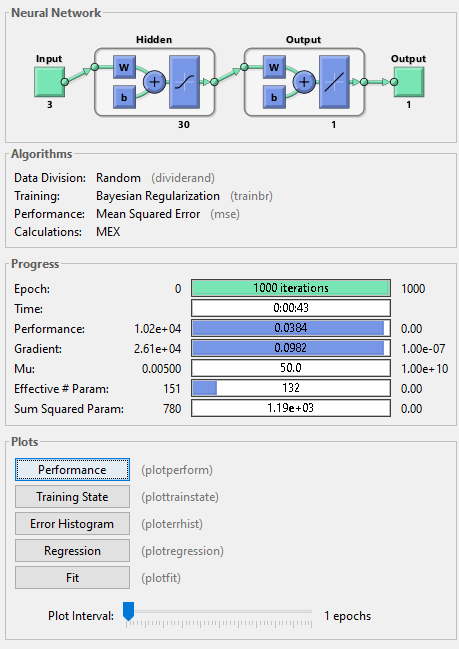 Neural Network
Hidden Output
Input Output
W W
b b
3 30 1 1
Algorithms
Data Division: Random (dividerand)
Training: Bayesian Regularization (trainbr)
Performance: Mean Squared Error (mse)
Calculations: MEX
Progress
Epoch: 0 1000 iterations 1000
Time: 0:00:43
Performance: 1.02e+04 0.0384 0.00
Gradient: 2.61e+04 0.0982 1.00e-07
Mu: 0.00500 50.0 1.00e+10
Effective # Param: 151 132 0.00
Sum Squared Param: 780 1.19e+03 0.00
Plots
Performance (plotperform)
Training State (plottrainstate)
Error Histogram (ploterrhist)
Regression (plotregression)
Fit (plotfit)
Plot Interval: 1 epochs